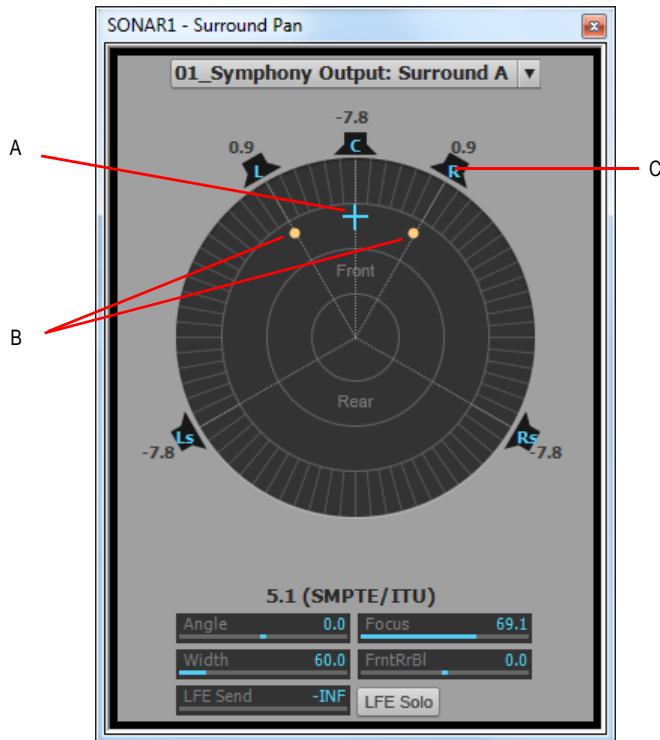 SONAR1 - Surround Pan
x
01_Symphony Output: Surround A
-7.8
A
0.9
C
0.9
L
R
C
Front
B
Rear
Ls
Rs
-7.8
-7.8
5.1 (SMPTE/ITU)
Angle 0.0 Focus 69.1
Width 60.0 FrntRrBl 0.0
LFE Send -INF LFE Solo